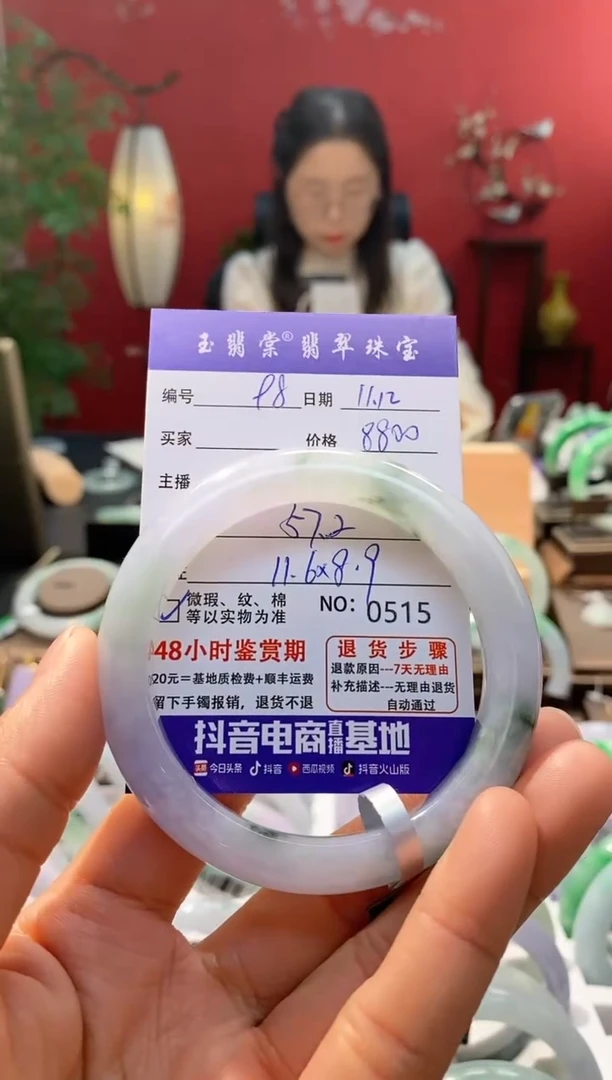 玉翡棠®翡翠珠宝
编号 98 日期 11.12
买家 价格 8800
主播
57.2
11.6×8.9
微瑕、纹、棉
等以实物为准
NO: 0515
48小时鉴赏期
20元=基地质检费+顺丰运费
留下手镯报销，退货不退
退货步骤
退款原因---7天无理由
补充描述---无理由退货
自动通过
抖音电商直播基地
头条 今日头条 抖音 西瓜视频 抖音火山版